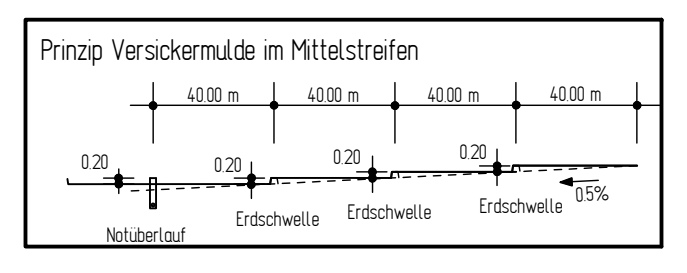 Prinzip Versickermulde im Mittelstreifen
40.00 m 40.00 m 40.00 m 40.00 m
0.20 0.20 0.20 0.20
0.5%
Erdschwelle Erdschwelle Erdschwelle
Notüberlauf